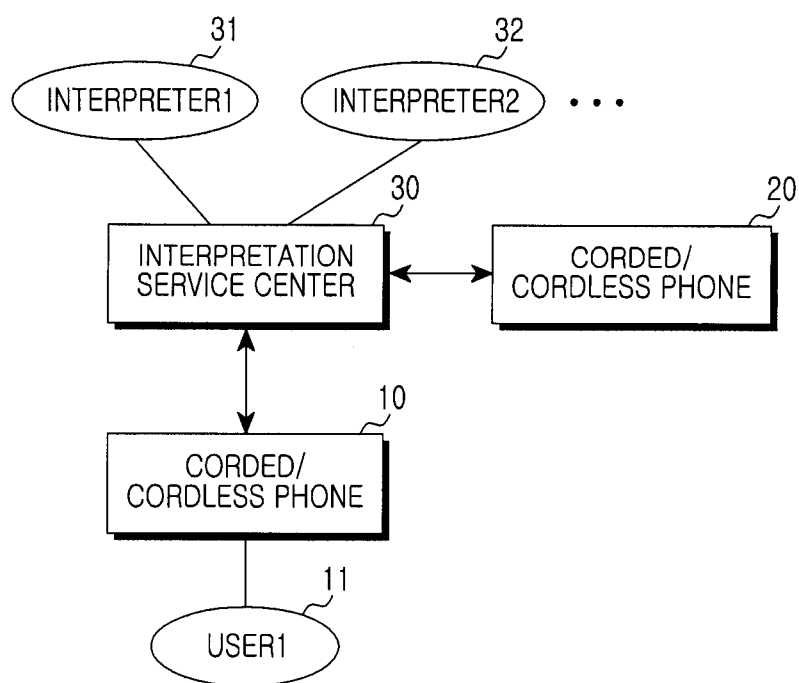 31
32
INTERPRETER1
INTERPRETER2
• • •
30
20
INTERPRETATION
SERVICE CENTER
CORDED/
CORDLESS PHONE
10
CORDED/
CORDLESS PHONE
11
USER1